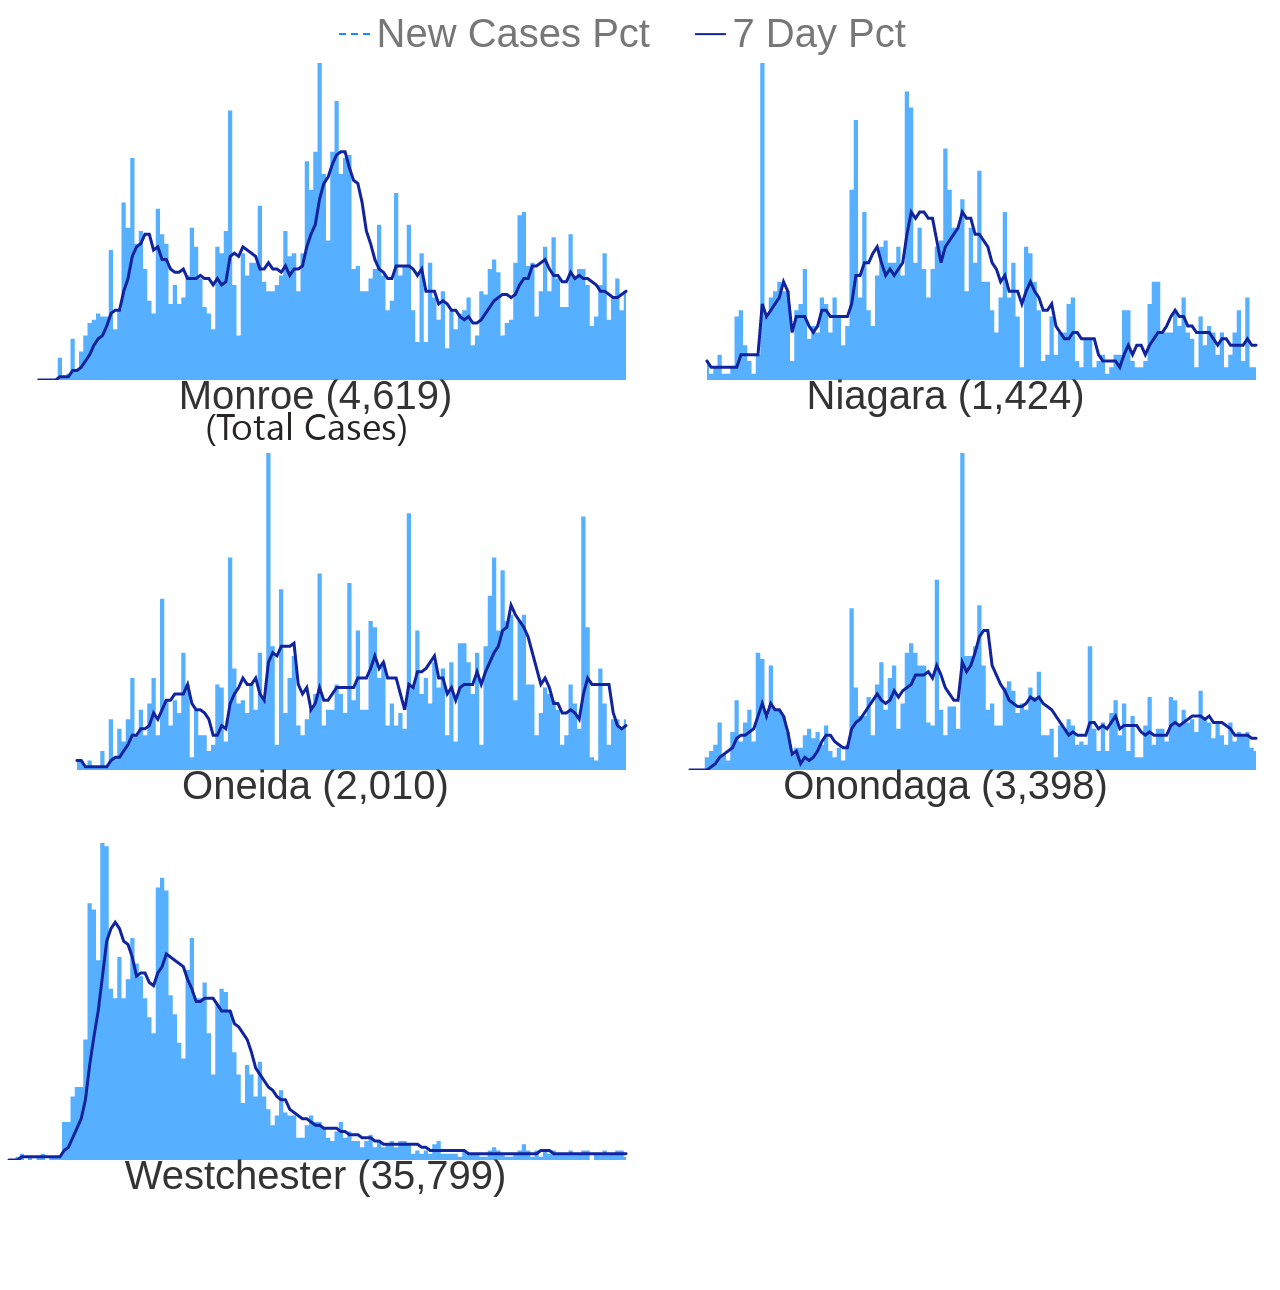 New Cases Pct 7 Day Pct
Monroe (4,619)
(Total Cases)
Niagara (1,424)
Oneida (2,010)
Onondaga (3,398)
Westchester (35,799)